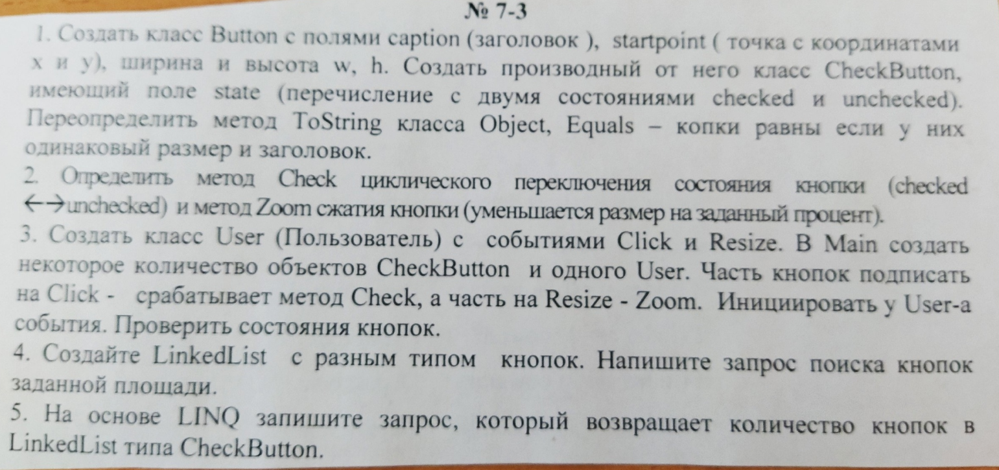 № 7-3
1. Создать класс Button с полями caption (заголовок ), startpoint ( точка с координатами
x и y), ширина и высота w, h. Создать производный от него класс CheckButton,
имеющий поле state (перечисление с двумя состояниями checked и unchecked).
Переопределить метод ToString класса Object, Equals – копки равны если у них
одинаковый размер и заголовок.
2. Определить метод Check циклического переключения состояния кнопки (checked
←→unchecked) и метод Zoom сжатия кнопки (уменьшается размер на заданный процент).
3. Создать класс User (Пользователь) с событиями Click и Resize. В Main создать
некоторое количество объектов CheckButton и одного User. Часть кнопок подписать
на Click - срабатывает метод Check, а часть на Resize - Zoom. Инициировать у User-а
события. Проверить состояния кнопок.
4. Создайте LinkedList с разным типом кнопок. Напишите запрос поиска кнопок
заданной площади.
5. На основе LINQ запишите запрос, который возвращает количество кнопок в
LinkedList типа CheckButton.